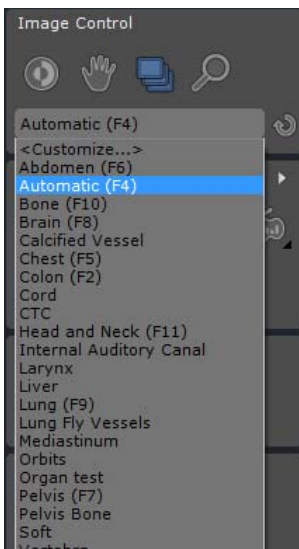 Image Control
Automatic (F4)
<Customize...>
Abdomen (F6)
Automatic (F4)
Bone (F10)
Brain (F8)
Calcified Vessel
Chest (F5)
Colon (F2)
Cord
CTC
Head and Neck (F11)
Internal Auditory Canal
Larynx
Liver
Lung (F9)
Lung Fly Vessels
Mediastinum
Orbits
Organ test
Pelvis (F7)
Pelvis Bone
Soft